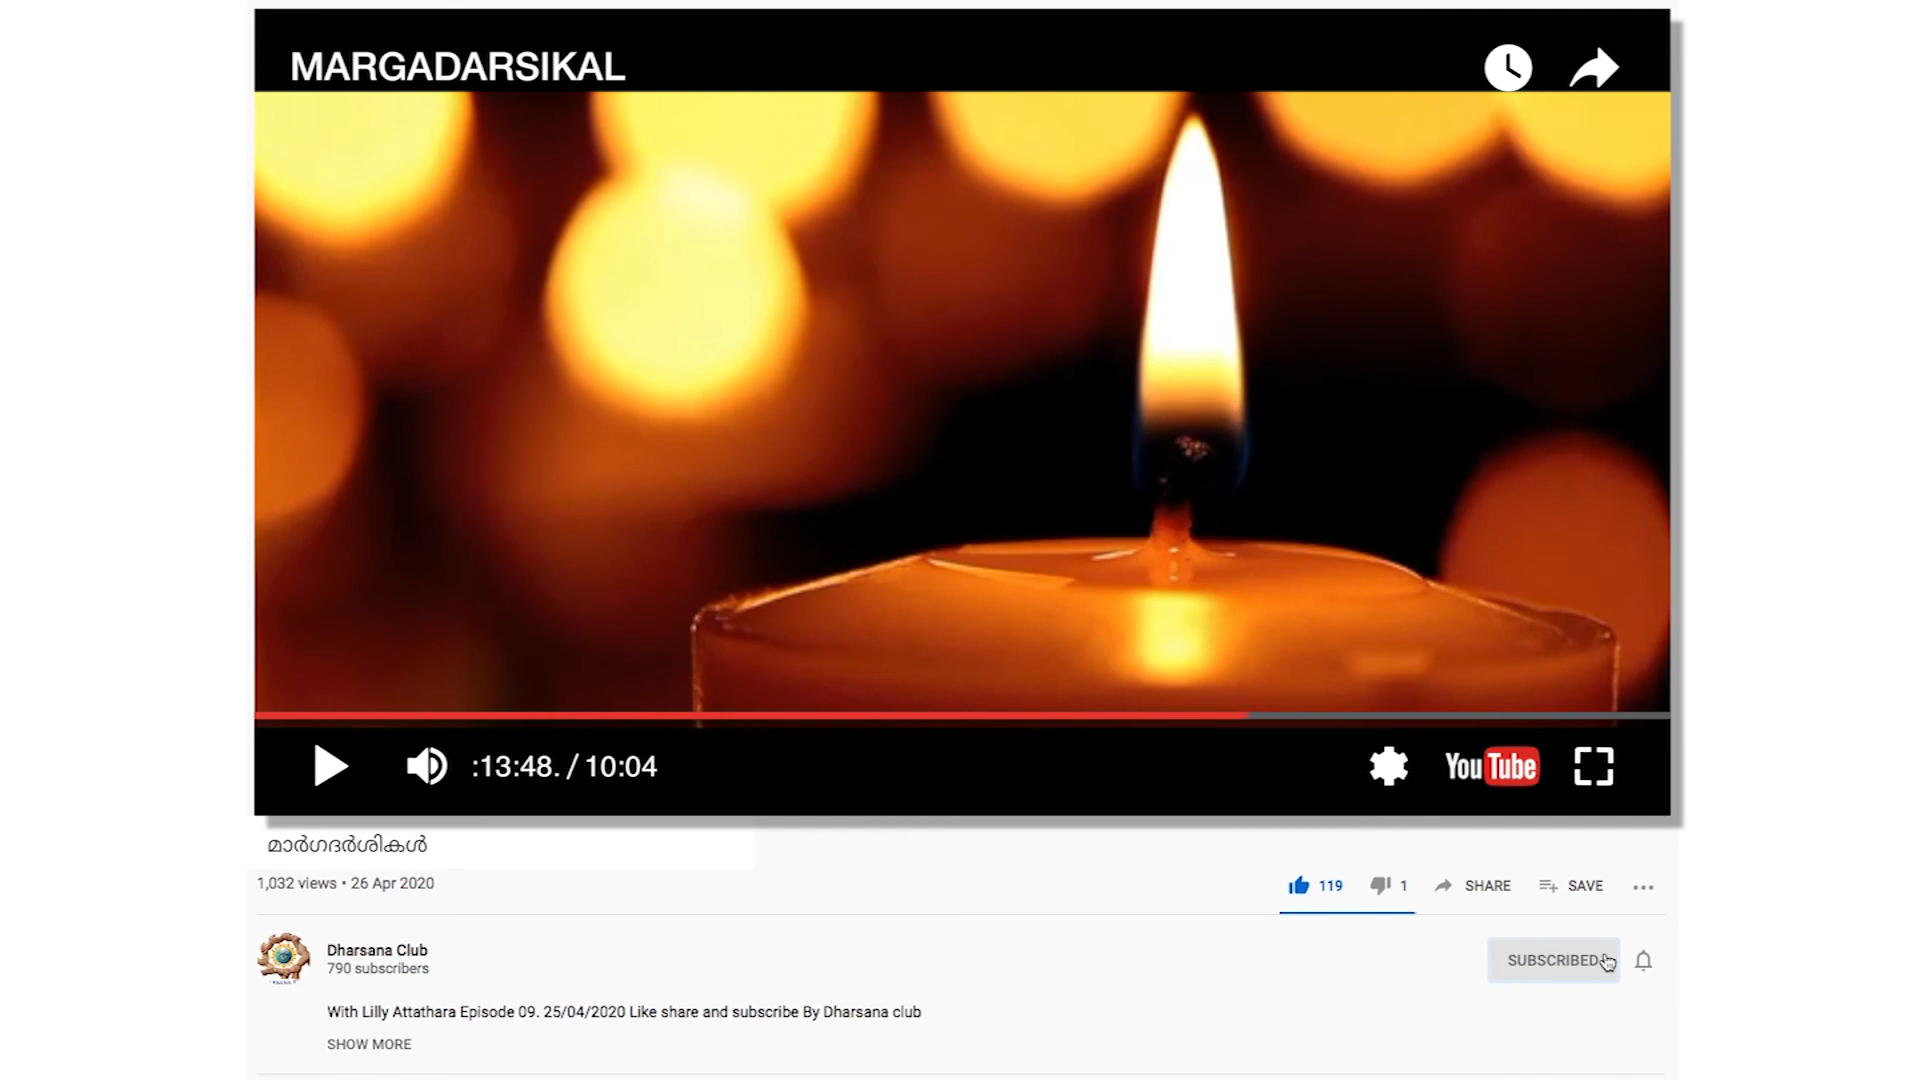 MARGADARSIKAL
:13:48. / 10:04
YouTube
മാർഗദർശികൾ
1,032 views • 26 Apr 2020
119 1 SHARE SAVE
Dharsana Club
790 subscribers
SUBSCRIBED
With Lilly Attathara Episode 09. 25/04/2020 Like share and subscribe By Dharsana club
SHOW MORE